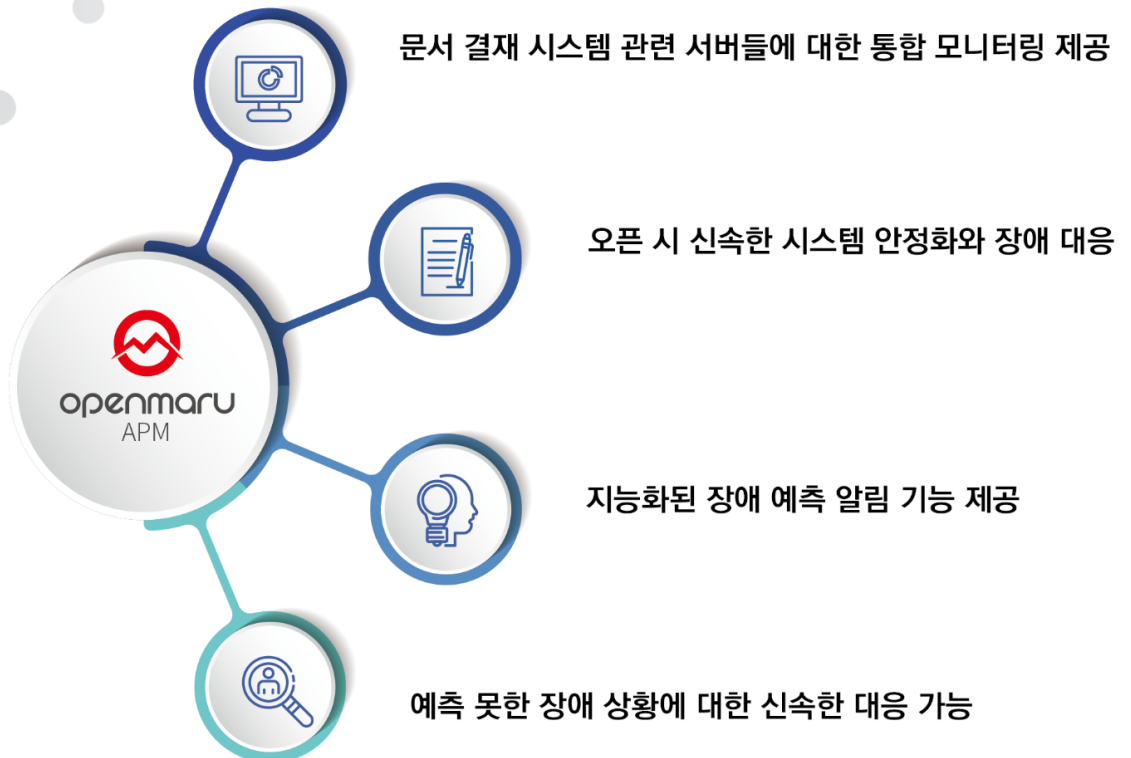 문서 결재 시스템 관련 서버들에 대한 통합 모니터링 제공
오픈 시 신속한 시스템 안정화와 장애 대응
openmaru
APM
지능화된 장애 예측 알림 기능 제공
예측 못한 장애 상황에 대한 신속한 대응 가능